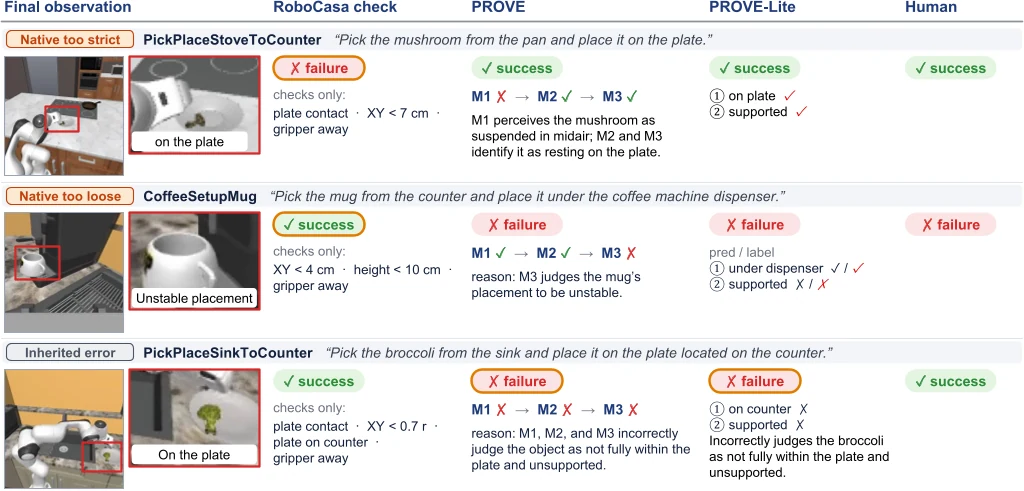 Final observation RoboCasa check PROVE PROVE-Lite Human
Native too strict PickPlaceStoveToCounter “Pick the mushroom from the pan and place it on the plate.”
on the plate
✗ failure
checks only:
plate contact · XY < 7 cm ·
gripper away
✓ success
M1 ✗ → M2 ✓ → M3 ✓
M1 perceives the mushroom as
suspended in midair; M2 and M3
identify it as resting on the plate.
✓ success
① on plate ✓
② supported ✓
✓ success
Native too loose CoffeeSetupMug “Pick the mug from the counter and place it under the coffee machine dispenser.”
Unstable placement
✓ success
checks only:
XY < 4 cm · height < 10 cm ·
gripper away
✗ failure
M1 ✓ → M2 ✓ → M3 ✗
reason: M3 judges the mug’s
placement to be unstable.
✗ failure
pred / label
① under dispenser ✓ / ✓
② supported ✗ / ✗
✗ failure
Inherited error PickPlaceSinkToCounter “Pick the broccoli from the sink and place it on the plate located on the counter.”
On the plate
✓ success
checks only:
plate contact · XY < 0.7 r ·
plate on counter ·
gripper away
✗ failure
M1 ✗ → M2 ✗ → M3 ✗
reason: M1, M2, and M3 incorrectly
judge the object as not fully within the
plate and unsupported.
✗ failure
① on counter ✗
② supported ✗
Incorrectly judges the broccoli
as not fully within the plate and
unsupported.
✓ success